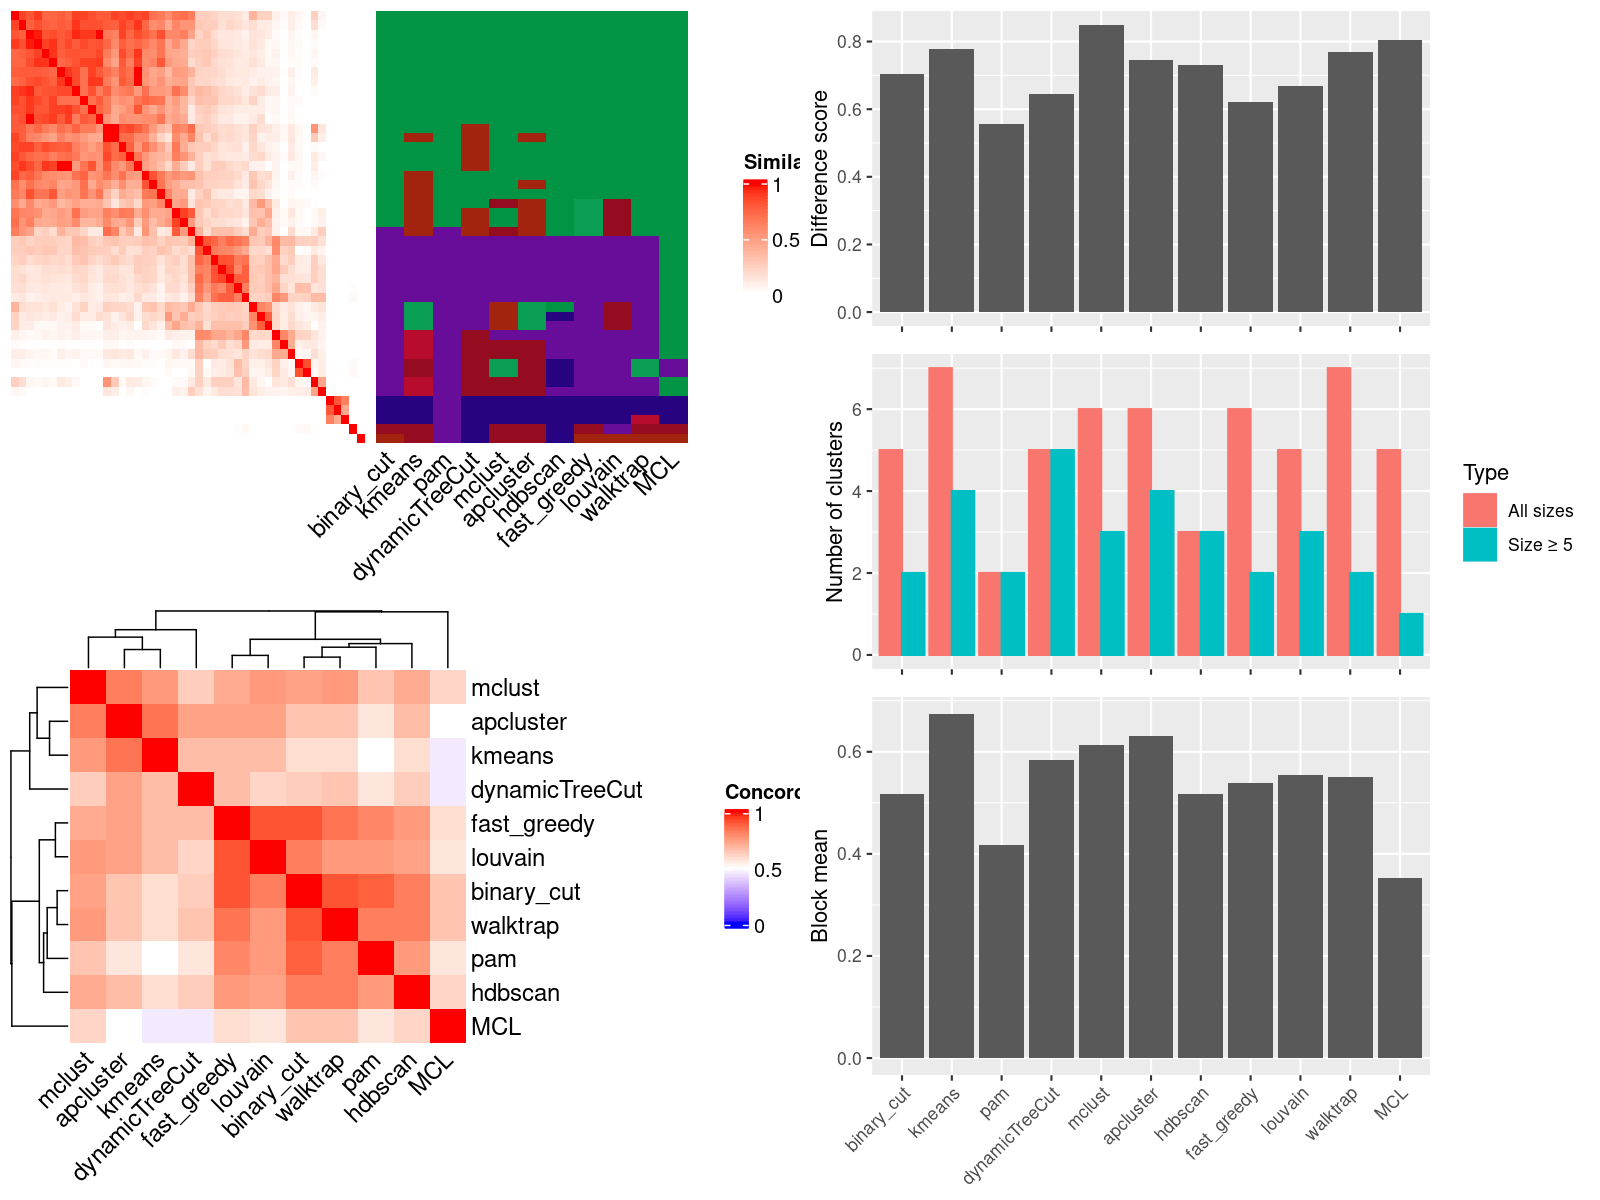 Simila
1
0.5
0
binary_cut
kmeans
pam
dynamicTreeCut
mclust
apcluster
hdbscan
fast_greedy
louvain
walktrap
MCL
mclust
apcluster
kmeans
dynamicTreeCut
fast_greedy
louvain
binary_cut
walktrap
pam
hdbscan
MCL
mclust
apcluster
kmeans
dynamicTreeCut
fast_greedy
louvain
binary_cut
walktrap
pam
hdbscan
MCL
Concorc
1
0.5
0
Difference score
0.8
0.6
0.4
0.2
0.0
Number of clusters
6
4
2
0
Type
All sizes
Size ≥ 5
Block mean
0.6
0.4
0.2
0.0
binary_cut
kmeans
pam
dynamicTreeCut
mclust
apcluster
hdbscan
fast_greedy
louvain
walktrap
MCL